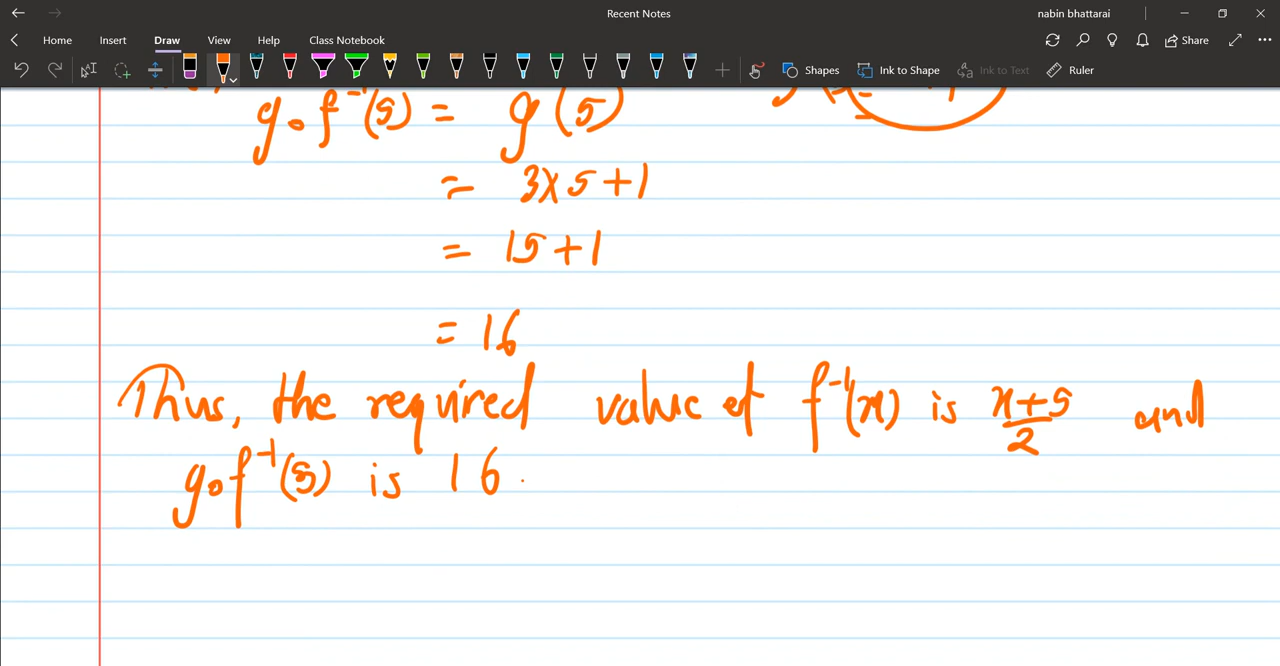 Recent Notes
nabin bhattarai
Home Insert Draw View Help Class Notebook
Share
Shapes Ink to Shape Ink to Text Ruler
gof⁻¹(5) = g(5)
= 3×5+1
= 15+1
= 16
Thus, the required value of f⁻¹(x) is x+5/2 and
gof⁻¹(5) is 16.